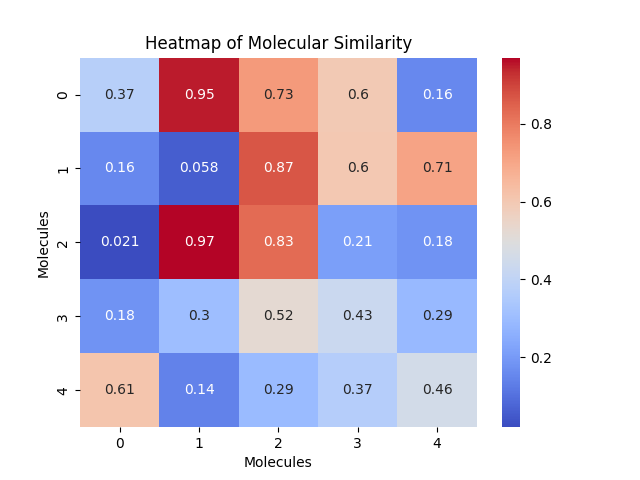 Heatmap of Molecular Similarity
0 0.37 0.95 0.73 0.6 0.16
1 0.16 0.058 0.87 0.6 0.71
2 0.021 0.97 0.83 0.21 0.18
3 0.18 0.3 0.52 0.43 0.29
4 0.61 0.14 0.29 0.37 0.46
0 1 2 3 4
Molecules
Molecules
0.8
0.6
0.4
0.2